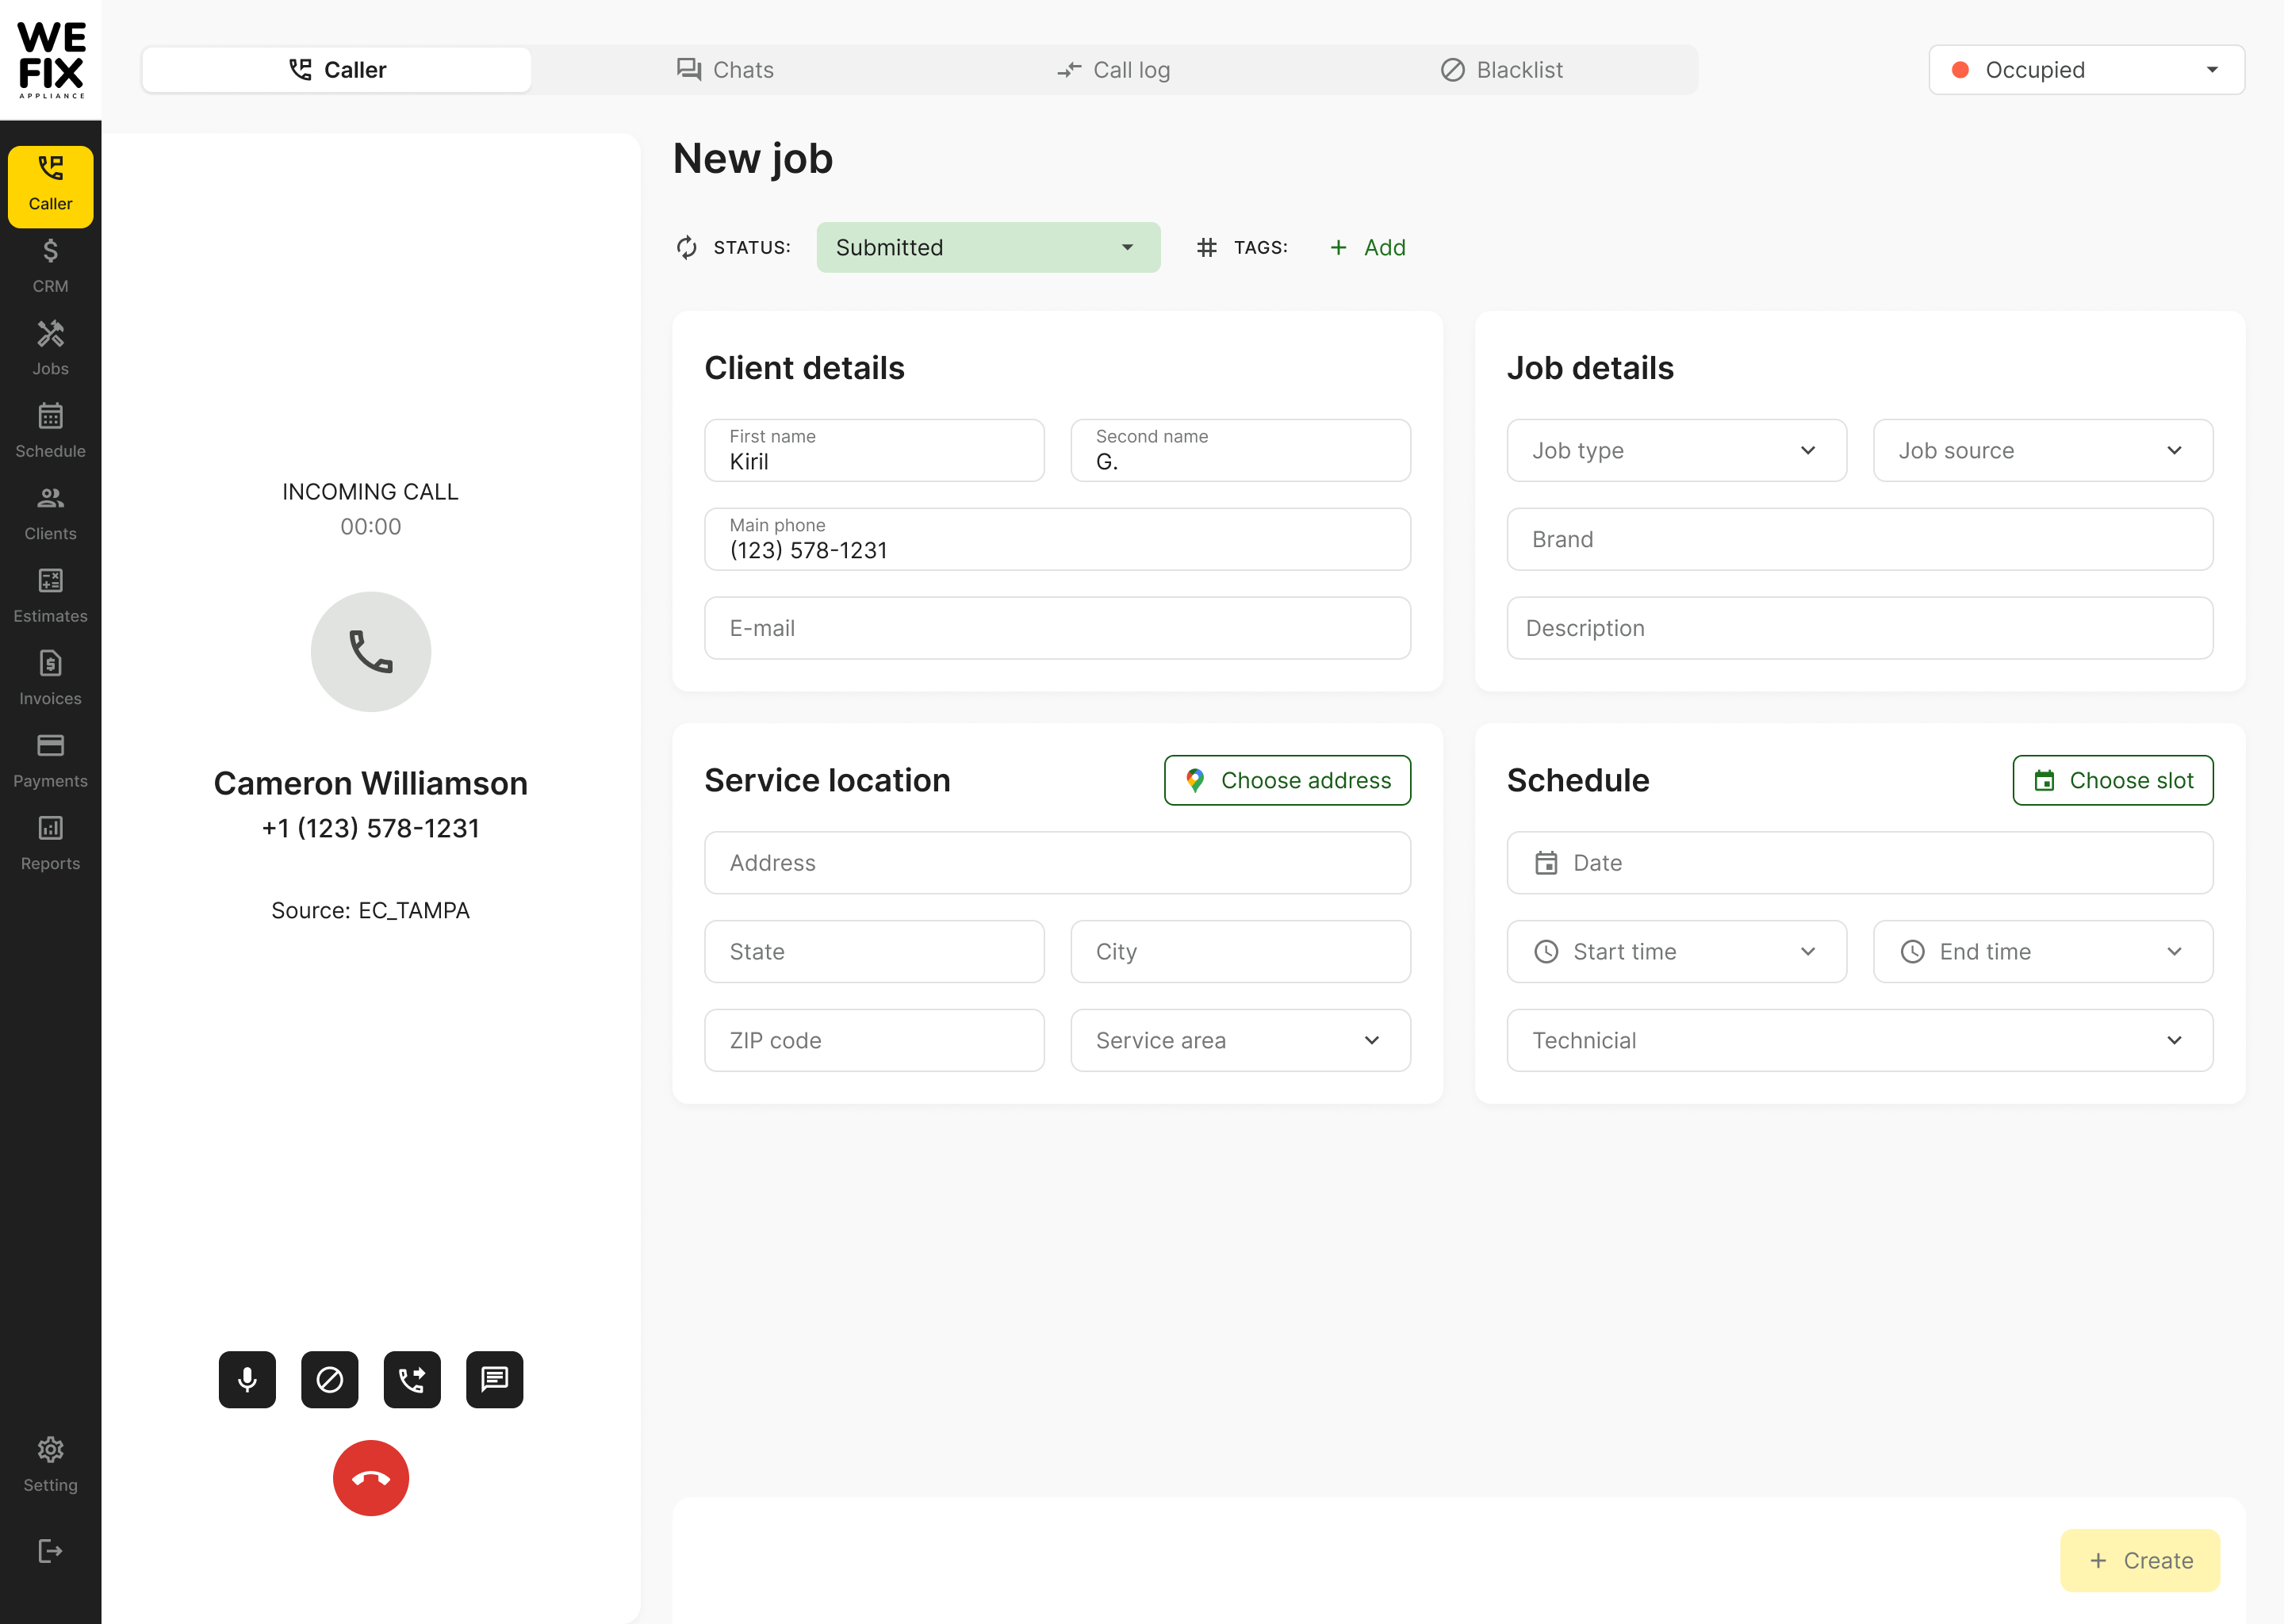 WE
FIX
APPLIANCE
Caller
CRM
Jobs
Schedule
Clients
Estimates
Invoices
Payments
Reports
Setting
Caller
Chats
Call log
Blacklist
Occupied
INCOMING CALL
00:00
Cameron Williamson
+1 (123) 578-1231
Source: EC_TAMPA
New job
STATUS:
Submitted
TAGS:
+ Add
Client details
First name
Kiril
Second name
G.
Main phone
(123) 578-1231
E-mail
Job details
Job type
Job source
Brand
Description
Service location
Choose address
Address
State
City
ZIP code
Service area
Schedule
Choose slot
Date
Start time
End time
Technicial
+ Create